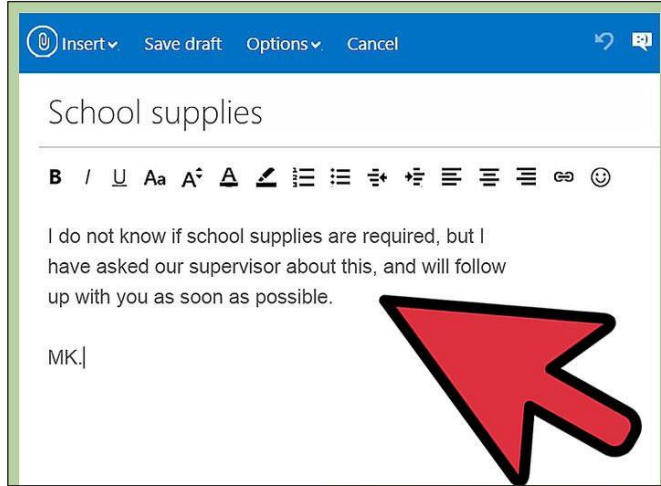 Insert Save draft Options Cancel
School supplies
B I U Aa A A
I do not know if school supplies are required, but I
have asked our supervisor about this, and will follow
up with you as soon as possible.
MK.